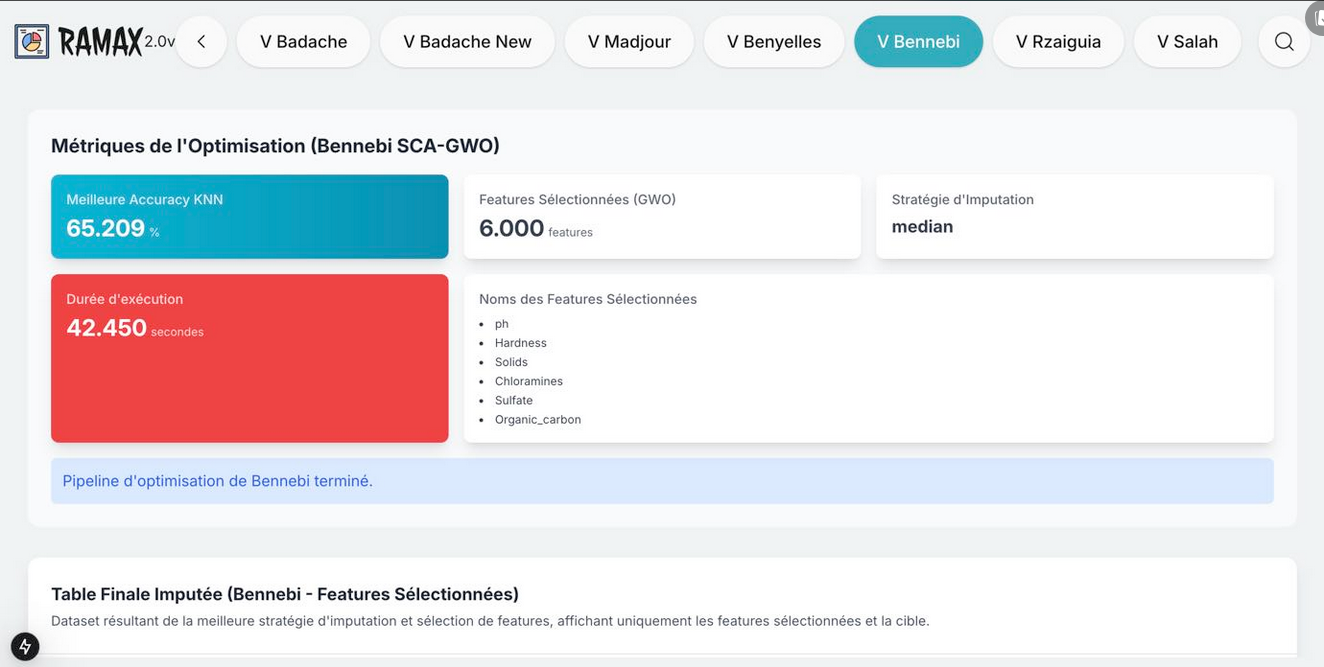 RAMAX 2.0v V Badache V Badache New V Madjour V Benyelles V Bennebi V Rzaiguia V Salah
Métriques de l'Optimisation (Bennebi SCA-GWO)
Meilleure Accuracy KNN
65.209 %
Features Sélectionnées (GWO)
6.000 features
Stratégie d'Imputation
median
Durée d'exécution
42.450 secondes
Noms des Features Sélectionnées
• ph
• Hardness
• Solids
• Chloramines
• Sulfate
• Organic_carbon
Pipeline d'optimisation de Bennebi terminé.
Table Finale Imputée (Bennebi - Features Sélectionnées)
Dataset résultant de la meilleure stratégie d'imputation et sélection de features, affichant uniquement les features sélectionnées et la cible.